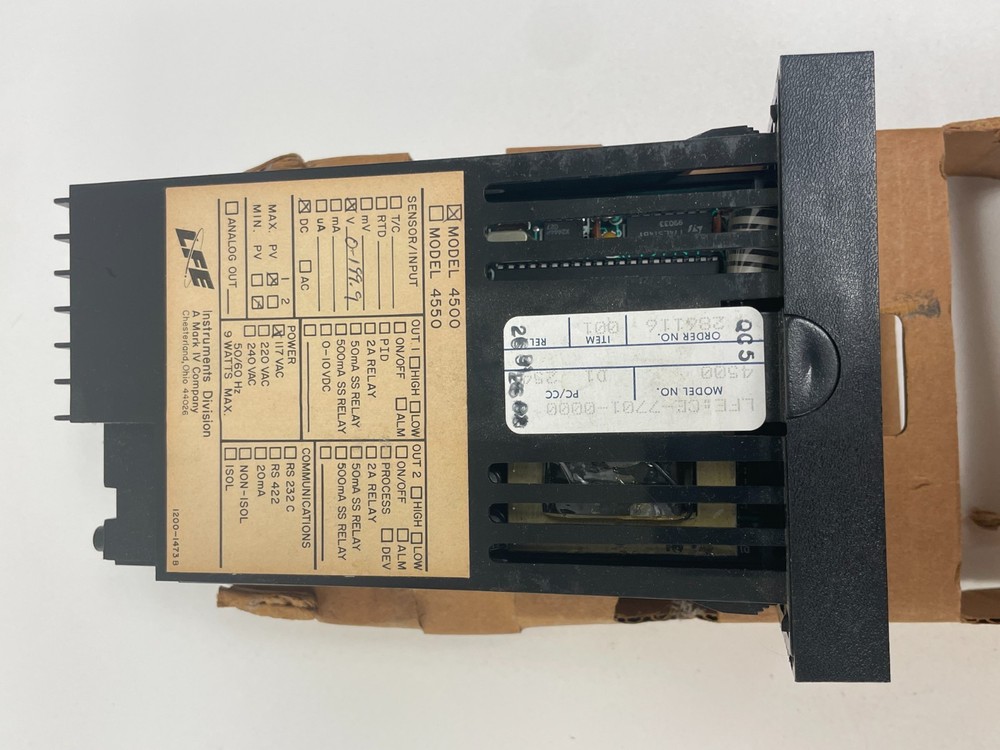 ☒ MODEL 4500
☐ MODEL 4550
SENSOR/INPUT
☐ T/C
☐ RTD
☐ mV
☒ V 0-199.9
☐ mA
☐ uA
☒ DC ☐ AC
1 2
MAX. PV ☒ ☐
MIN. PV ☐ ☒
☐ ANALOG OUT
OUT 1 ☐ HIGH ☐ LOW
☐ ON/OFF ☐ ALM
☐ PID
☐ 2A RELAY
☐ 50mA SS RELAY
☐ 500mA SS RELAY
☐ 0-10VDC
☐
POWER
☒ 117 VAC
☐ 220 VAC
☐ 240 VAC
50/60 Hz
9 WATTS MAX.
OUT 2 ☐ HIGH ☐ LOW
☐ ON/OFF ☐ ALM
☐ PROCESS ☐ DEV
☐ 2A RELAY
☐ 50mA SS RELAY
☐ 500mA SS RELAY
☐
COMMUNICATIONS
☐ RS 232 C
☐ RS 422
☐ 20mA
☐ NON-ISOL
☐ ISOL
LFE
Instruments Division
A Mark IV Company
Chesterland, Ohio 44026
1200-1473B
LFE:CE-7701-0000
MODEL NO. PC/CC
4500 D1
ORDER NO. ITEM REL
286116 001
QC 5